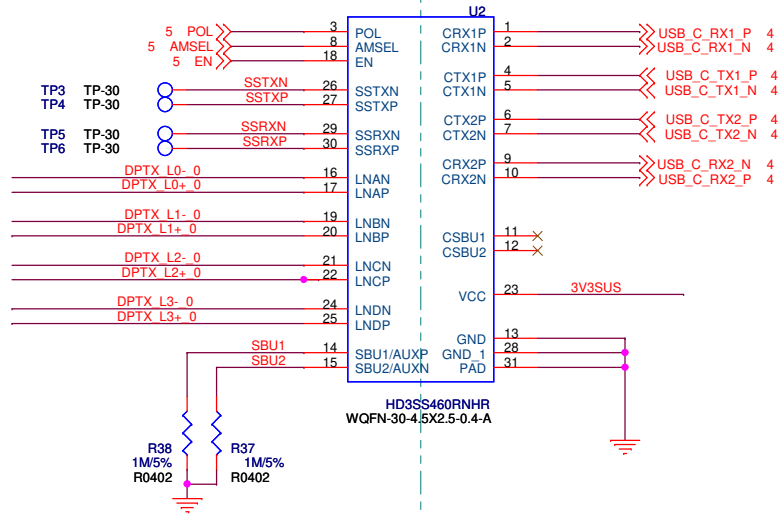 U2
5 POL 3 POL CRX1P 1 USB_C_RX1_P 4
5 AMSEL 8 AMSEL CRX1N 2 USB_C_RX1_N 4
5 EN 18 EN
CTX1P 4 USB_C_TX1_P 4
TP3 TP-30 SSTXN 26 SSTXN CTX1N 5 USB_C_TX1_N 4
TP4 TP-30 SSTXP 27 SSTXP
CTX2P 6 USB_C_TX2_P 4
TP5 TP-30 SSRXN 29 SSRXN CTX2N 7 USB_C_TX2_N 4
TP6 TP-30 SSRXP 30 SSRXP
CRX2P 9 USB_C_RX2_N 4
DPTX_L0-_0 16 LNAN CRX2N 10 USB_C_RX2_P 4
DPTX_L0+_0 17 LNAP
DPTX_L1-_0 19 LNBN
DPTX_L1+_0 20 LNBP CSBU1 11
CSBU2 12
DPTX_L2-_0 21 LNCN
DPTX_L2+_0 22 LNCP
VCC 23 3V3SUS
DPTX_L3-_0 24 LNDN
DPTX_L3+_0 25 LNDP
GND 13
SBU1 14 SBU1/AUXP GND_1 28
SBU2 15 SBU2/AUXN PAD 31
HD3SS460RNHR
WQFN-30-4.5X2.5-0.4-A
R38 R37
1M/5% 1M/5%
R0402 R0402